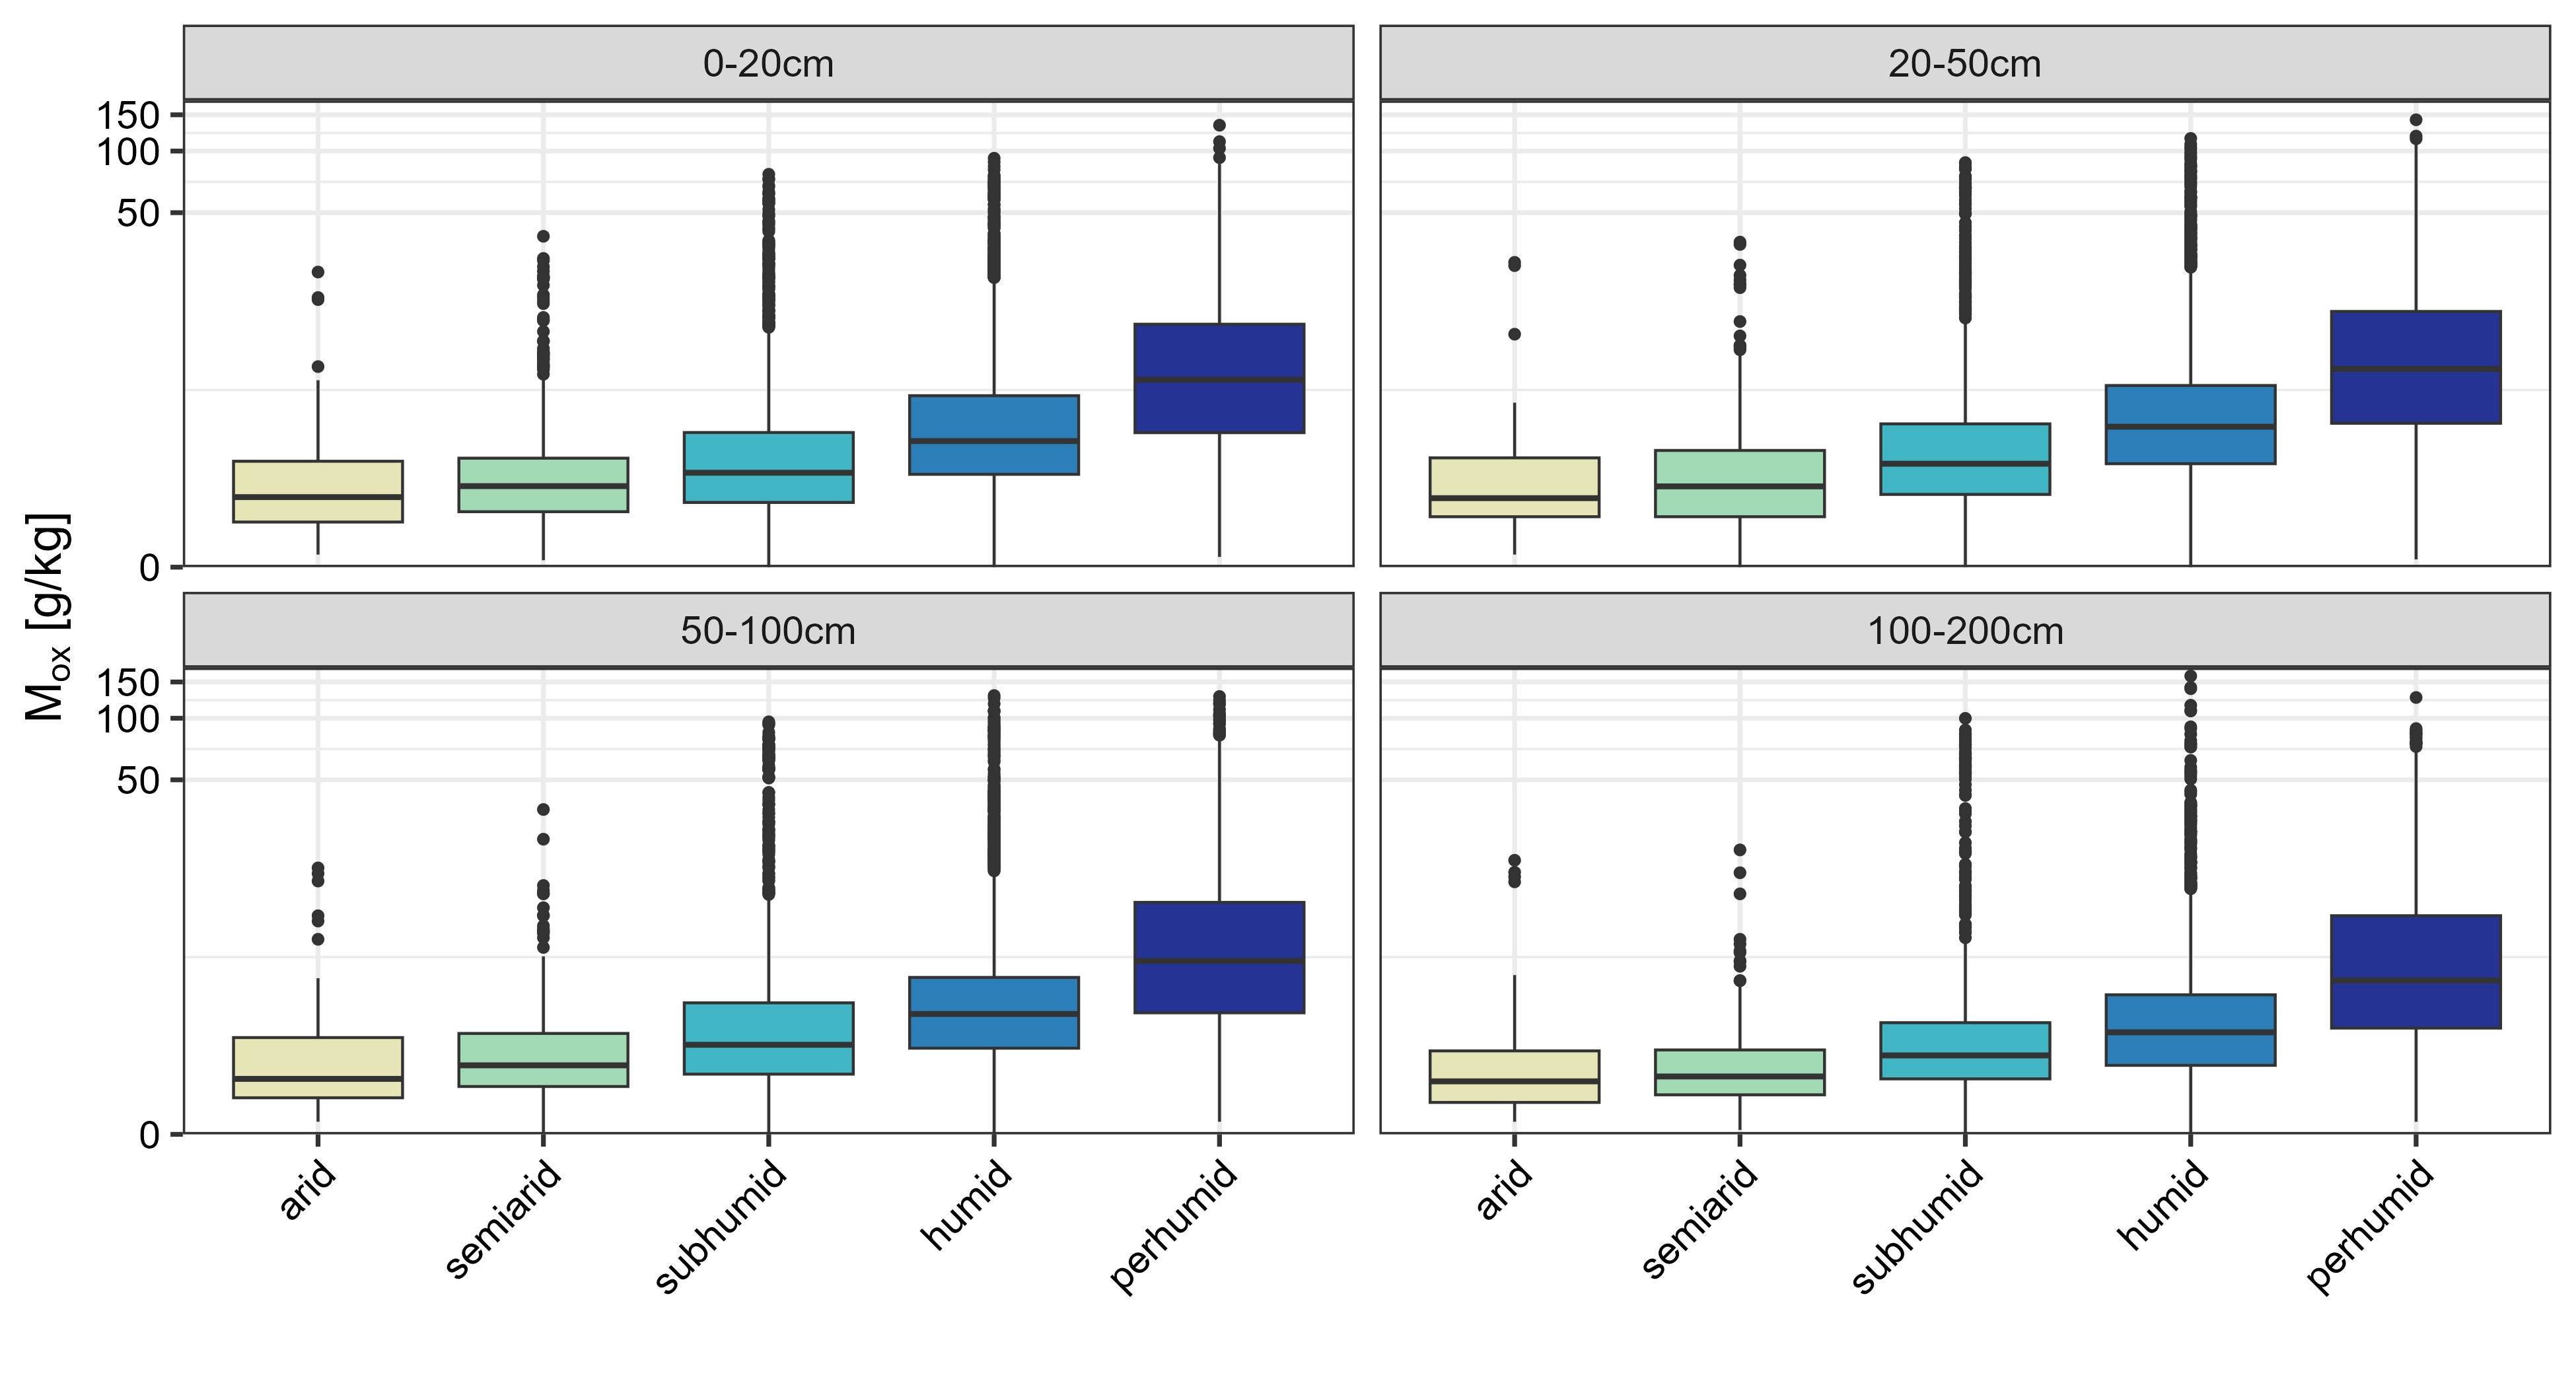 0-20cm
20-50cm
150
100
50
0
Mox [g/kg]
50-100cm
100-200cm
150
100
50
0
arid
semiarid
subhumid
humid
perhumid
arid
semiarid
subhumid
humid
perhumid